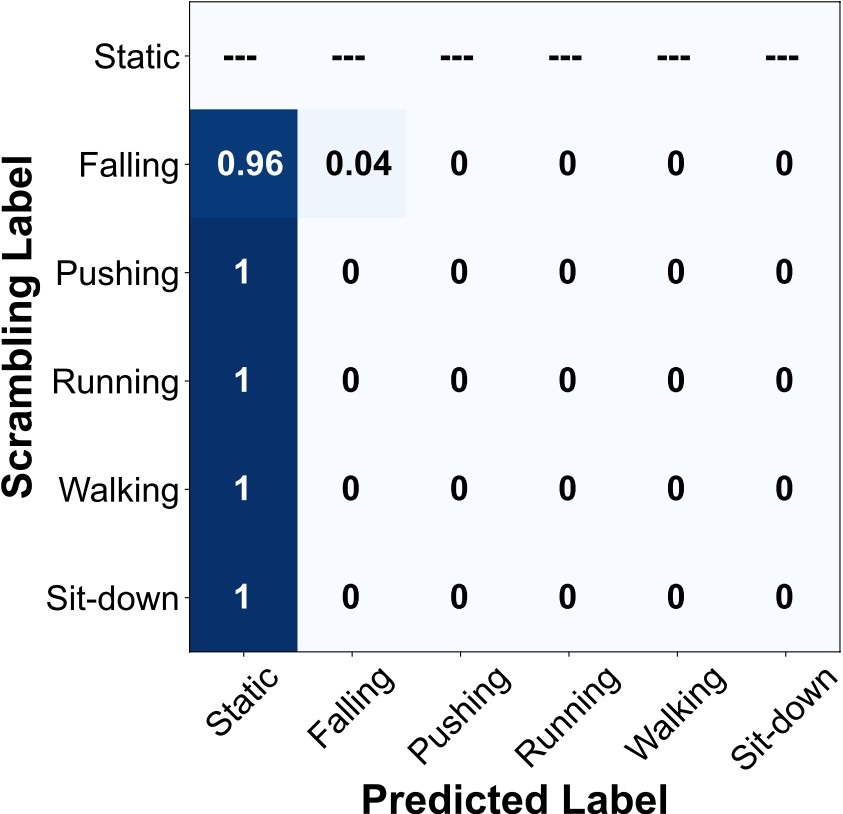 Scrambling Label
Static --- --- --- --- --- ---
Falling 0.96 0.04 0 0 0 0
Pushing 1 0 0 0 0 0
Running 1 0 0 0 0 0
Walking 1 0 0 0 0 0
Sit-down 1 0 0 0 0 0
Static Falling Pushing Running Walking Sit-down
Predicted Label